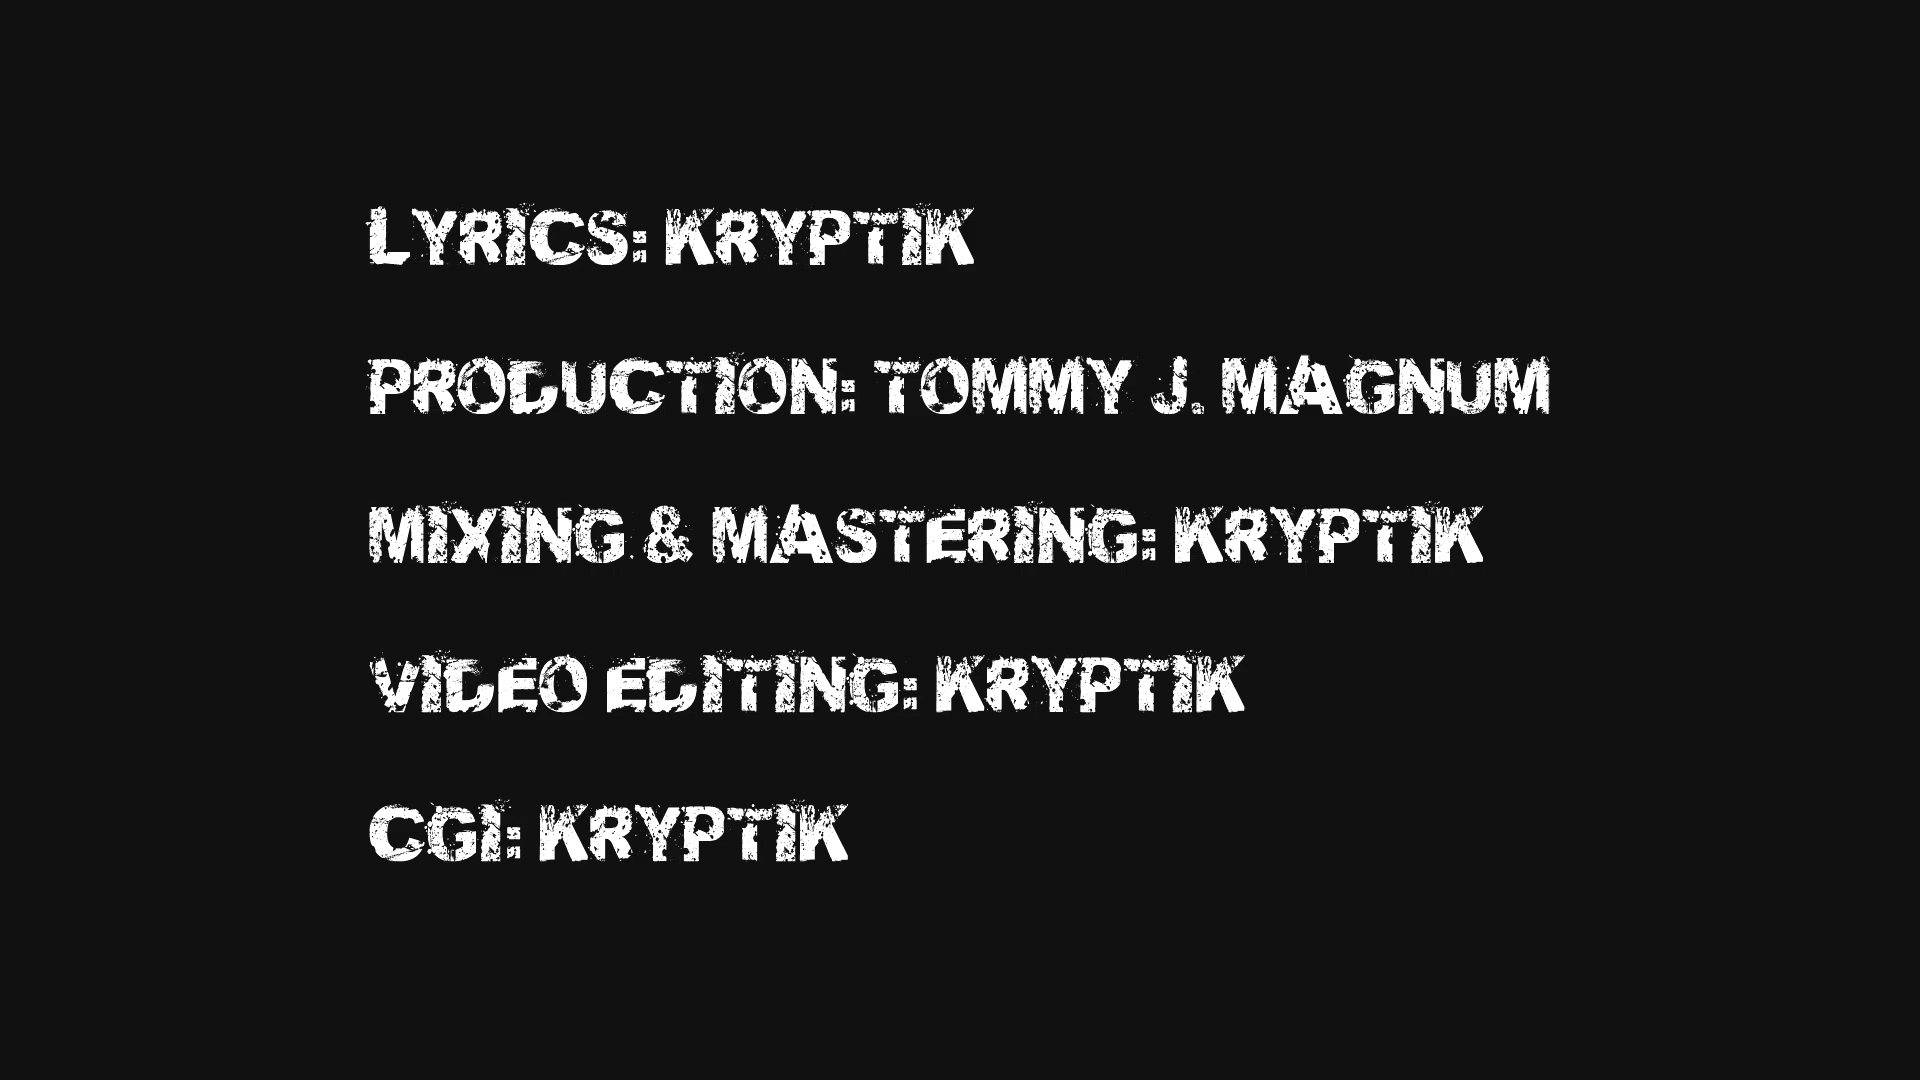 LYRICS: KRYPTIK
PRODUCTION: TOMMY J. MAGNUM
MIXING & MASTERING: KRYPTIK
VIDEO EDITING: KRYPTIK
CGI: KRYPTIK